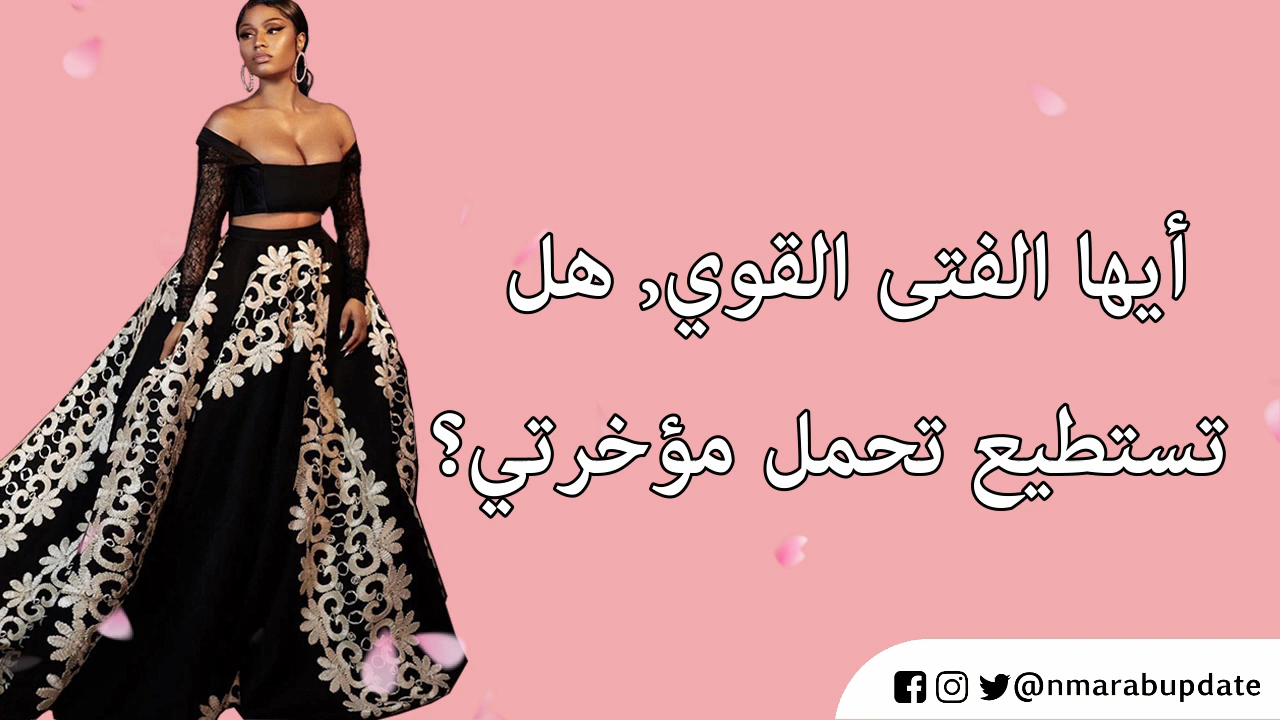 أيها الفتى القوي, هل
تستطيع تحمل مؤخرتي؟
@nmarabupdate